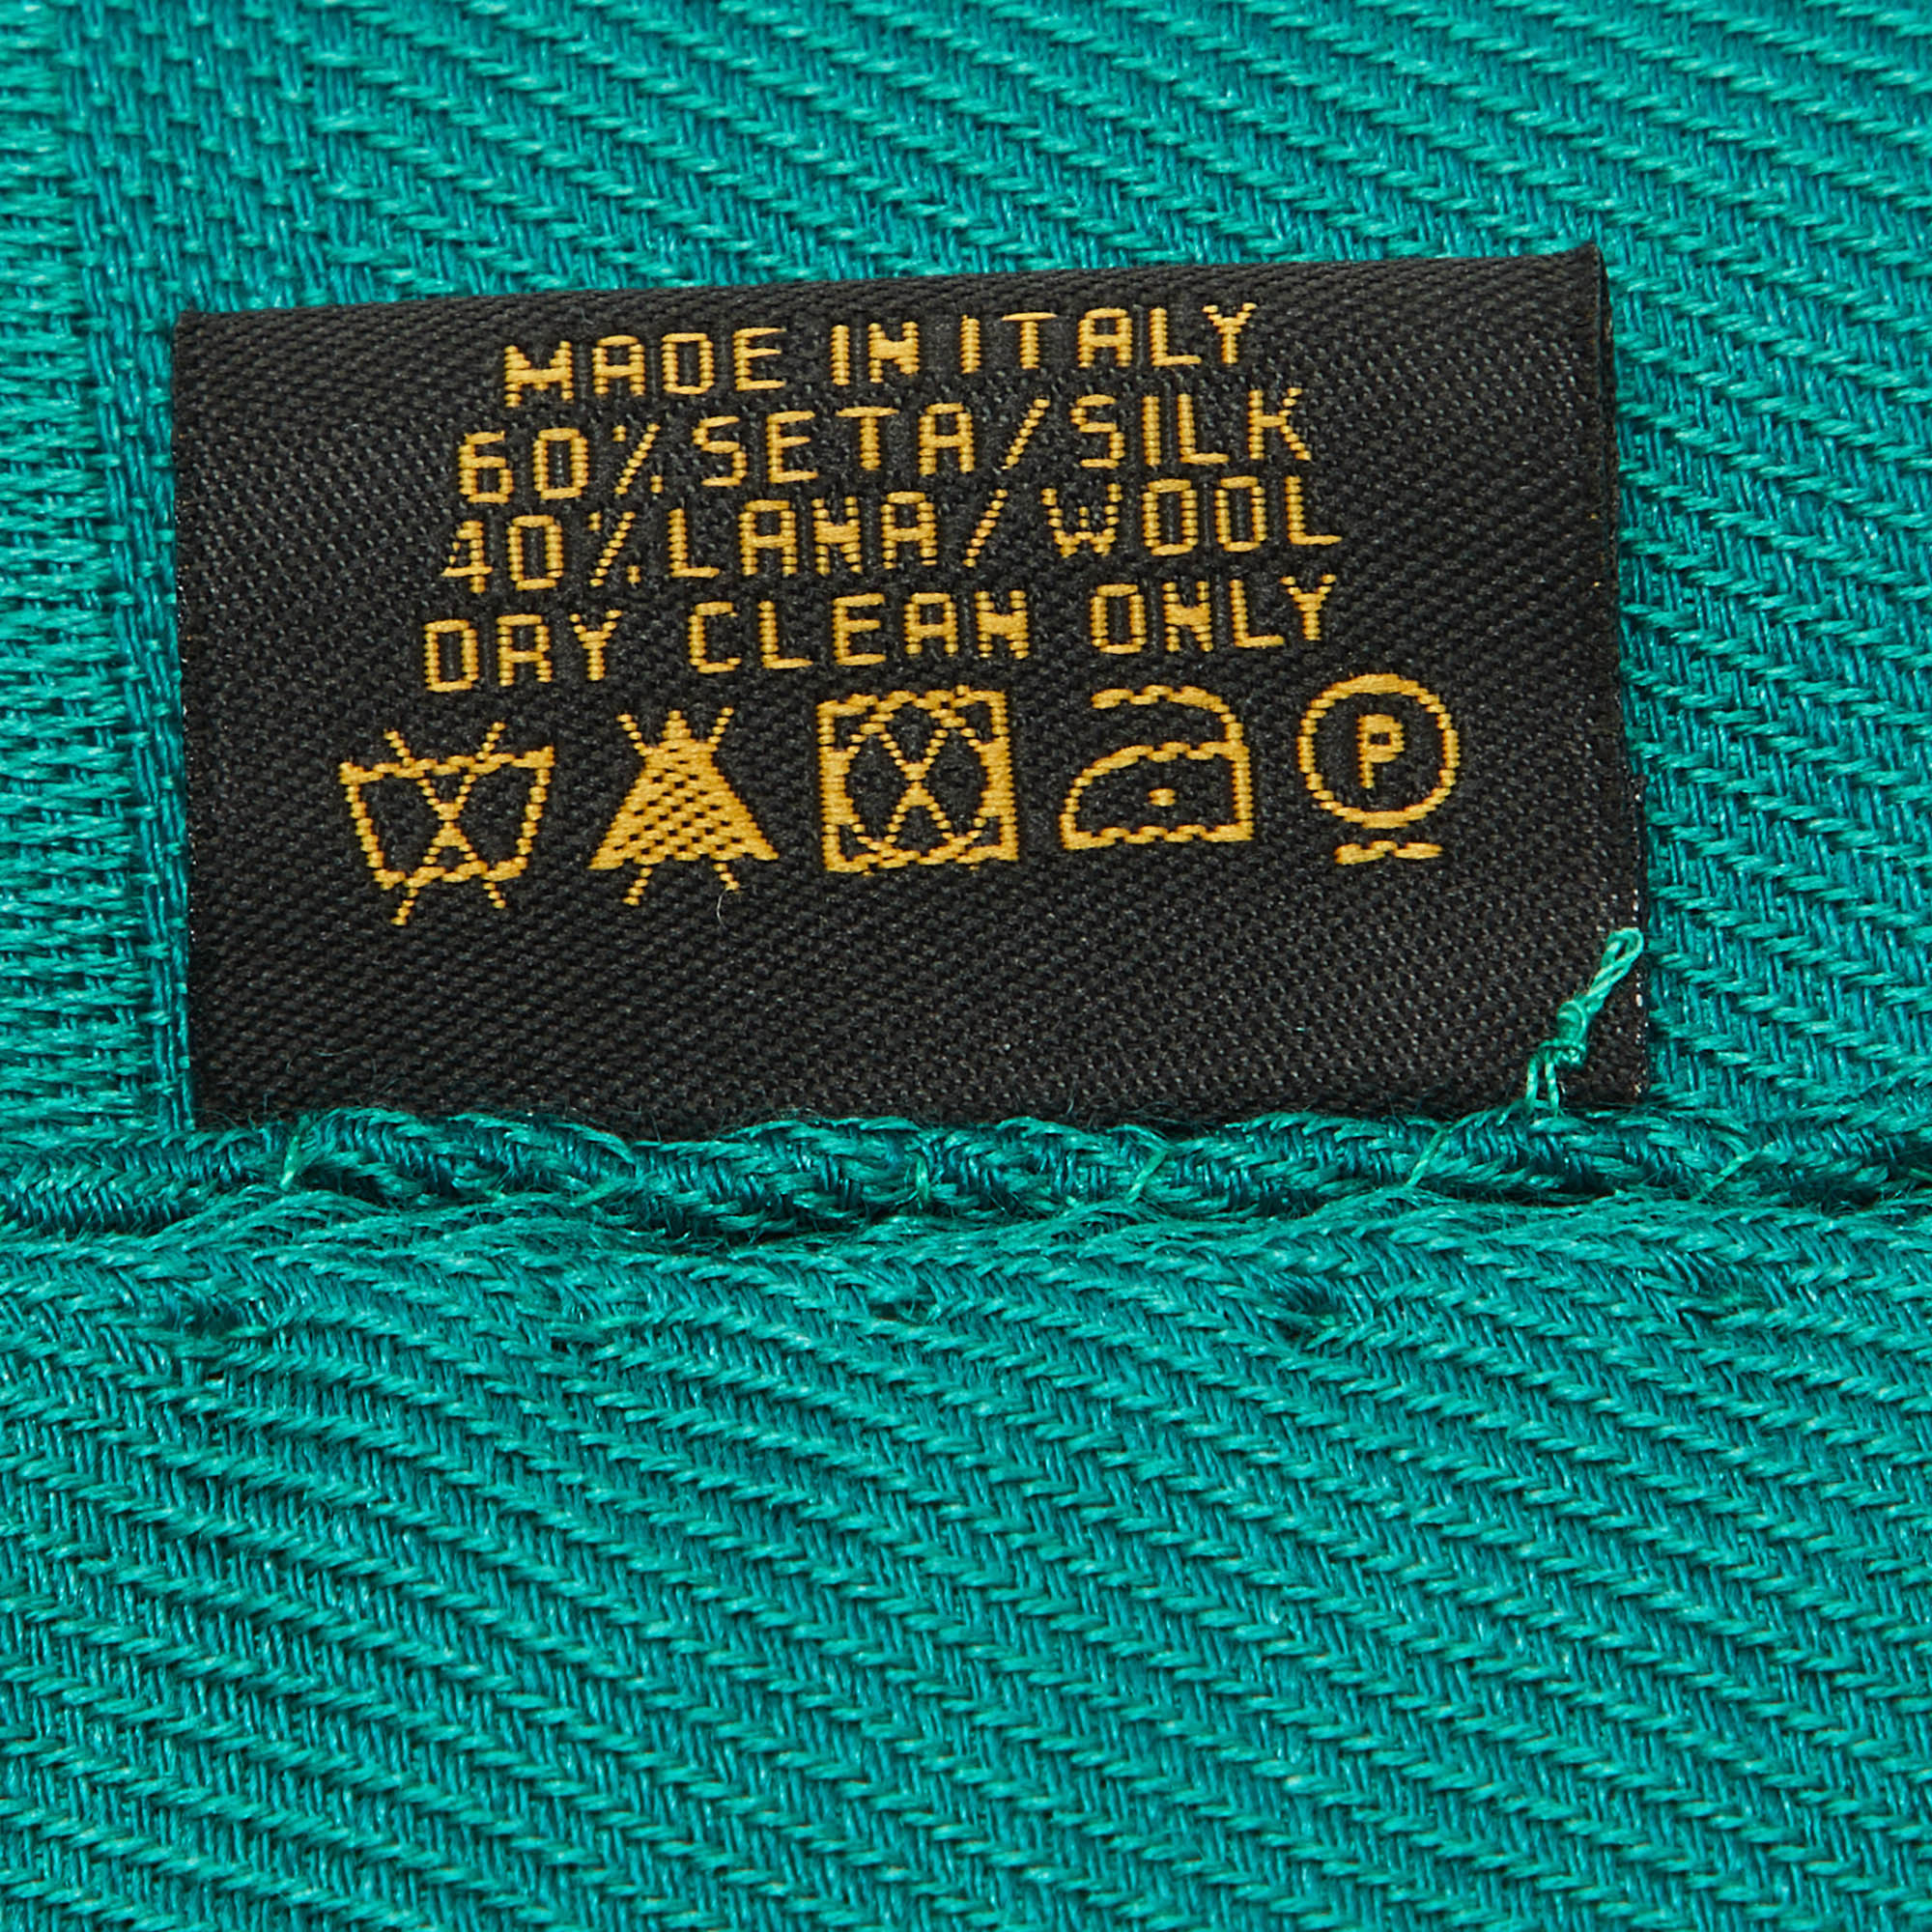 MADE IN ITALY
60% SETA/SILK
40% LANA/WOOL
DRY CLEAN ONLY
P